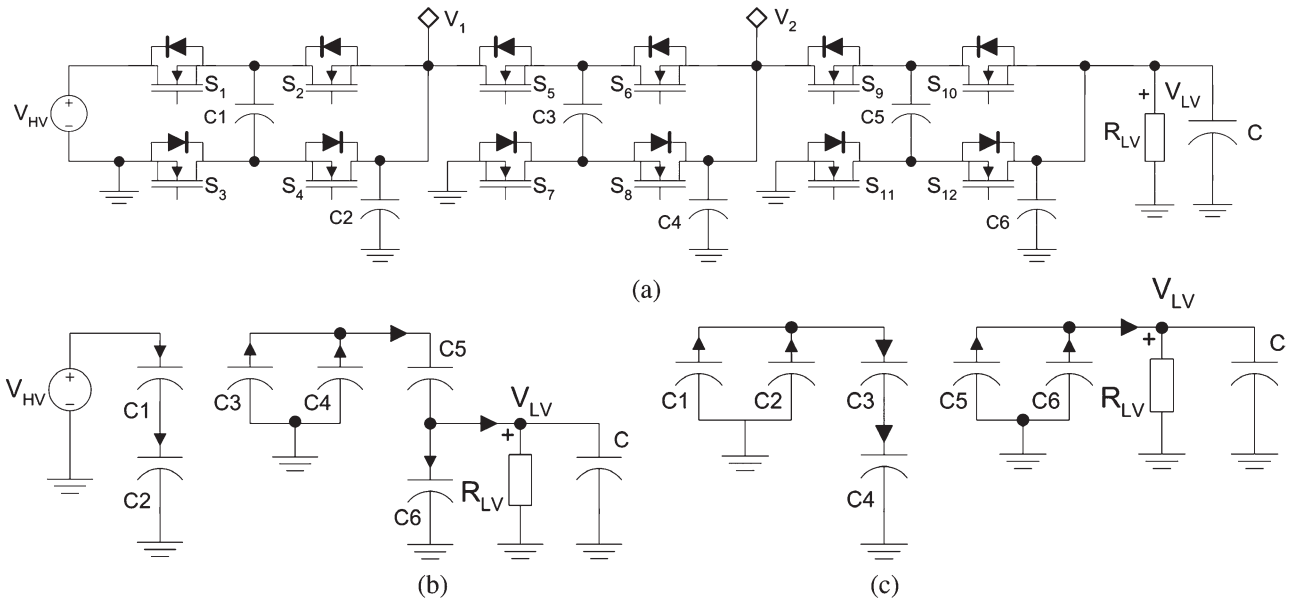 V1 V2
S1 S2 S5 S6 S9 S10
VHV C1 C3 C5 + VLV
RLV C
S3 S4 S7 S8 S11 S12
C2 C4 C6
(a)
VHV C1 C2 C3 C4 C5 C6 VLV + RLV C
C1 C2 C3 C4 C5 C6 VLV + RLV C
(b) (c)